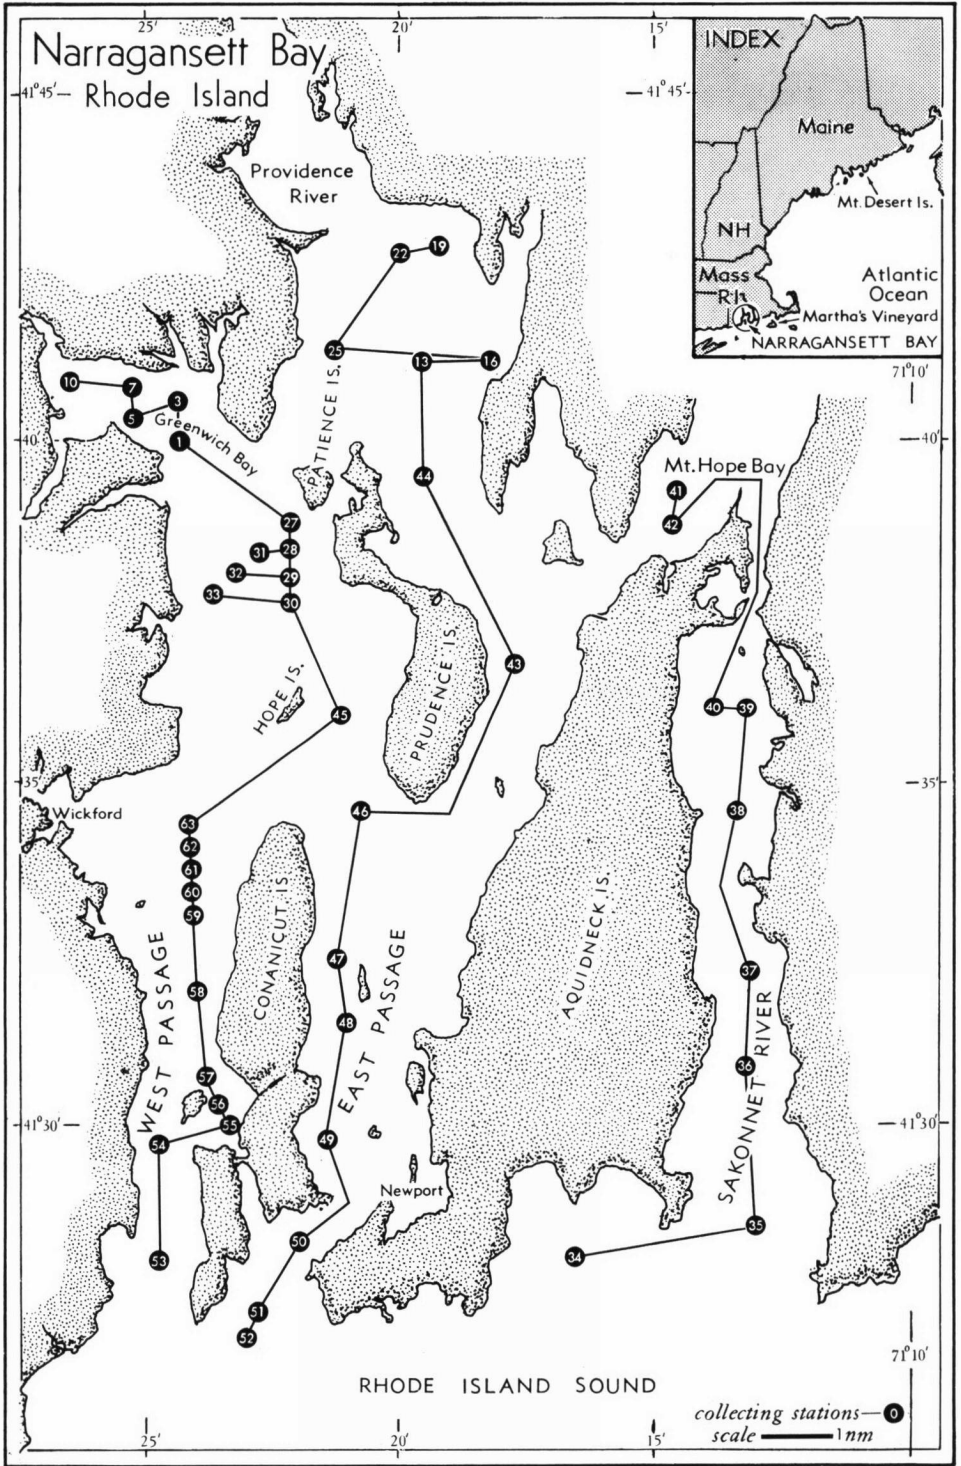 25'
20'
15'
Narragansett Bay
Rhode Island
41°45'
41°45'
INDEX
Maine
Mt. Desert Is.
NH
Mass
RI
Atlantic
Ocean
Martha's Vineyard
NARRAGANSETT BAY
71°10'
Providence
River
22
19
25
13
16
10
7
3
5
1
Greenwich Bay
PATIENCE IS.
40'
40'
Mt. Hope Bay
44
41
42
27
28
31
32
29
33
30
43
PRUDENCE IS.
HOPE IS.
45
40
39
35'
35'
Wickford
46
38
63
62
61
60
59
CONANICUT IS.
AQUIDNECK IS.
WEST PASSAGE
EAST PASSAGE
47
37
58
48
36
SAKONNET RIVER
57
56
55
41°30'
41°30'
54
49
Newport
35
53
50
34
51
52
71°10'
RHODE ISLAND SOUND
collecting stations— 0
scale 1nm
25'
20'
15'